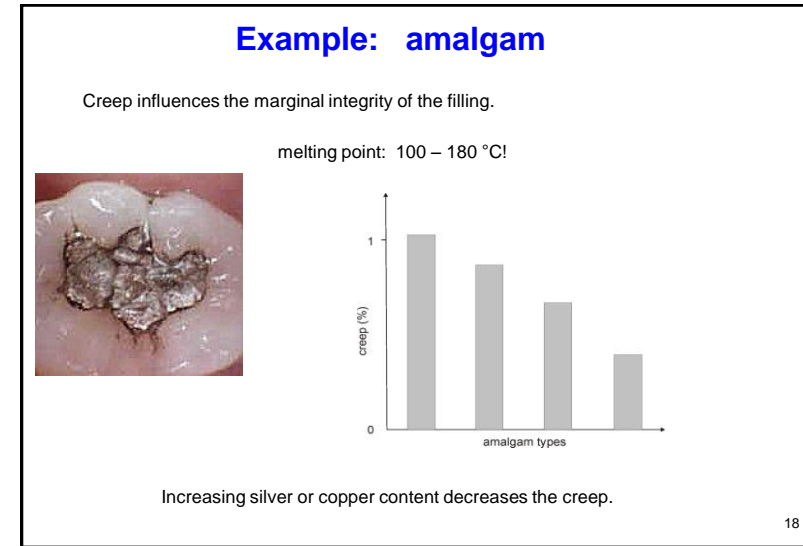 Example: amalgam
Creep influences the marginal integrity of the filling.
melting point: 100 – 180 °C!
1
creep (%)
0
amalgam types
Increasing silver or copper content decreases the creep.
18